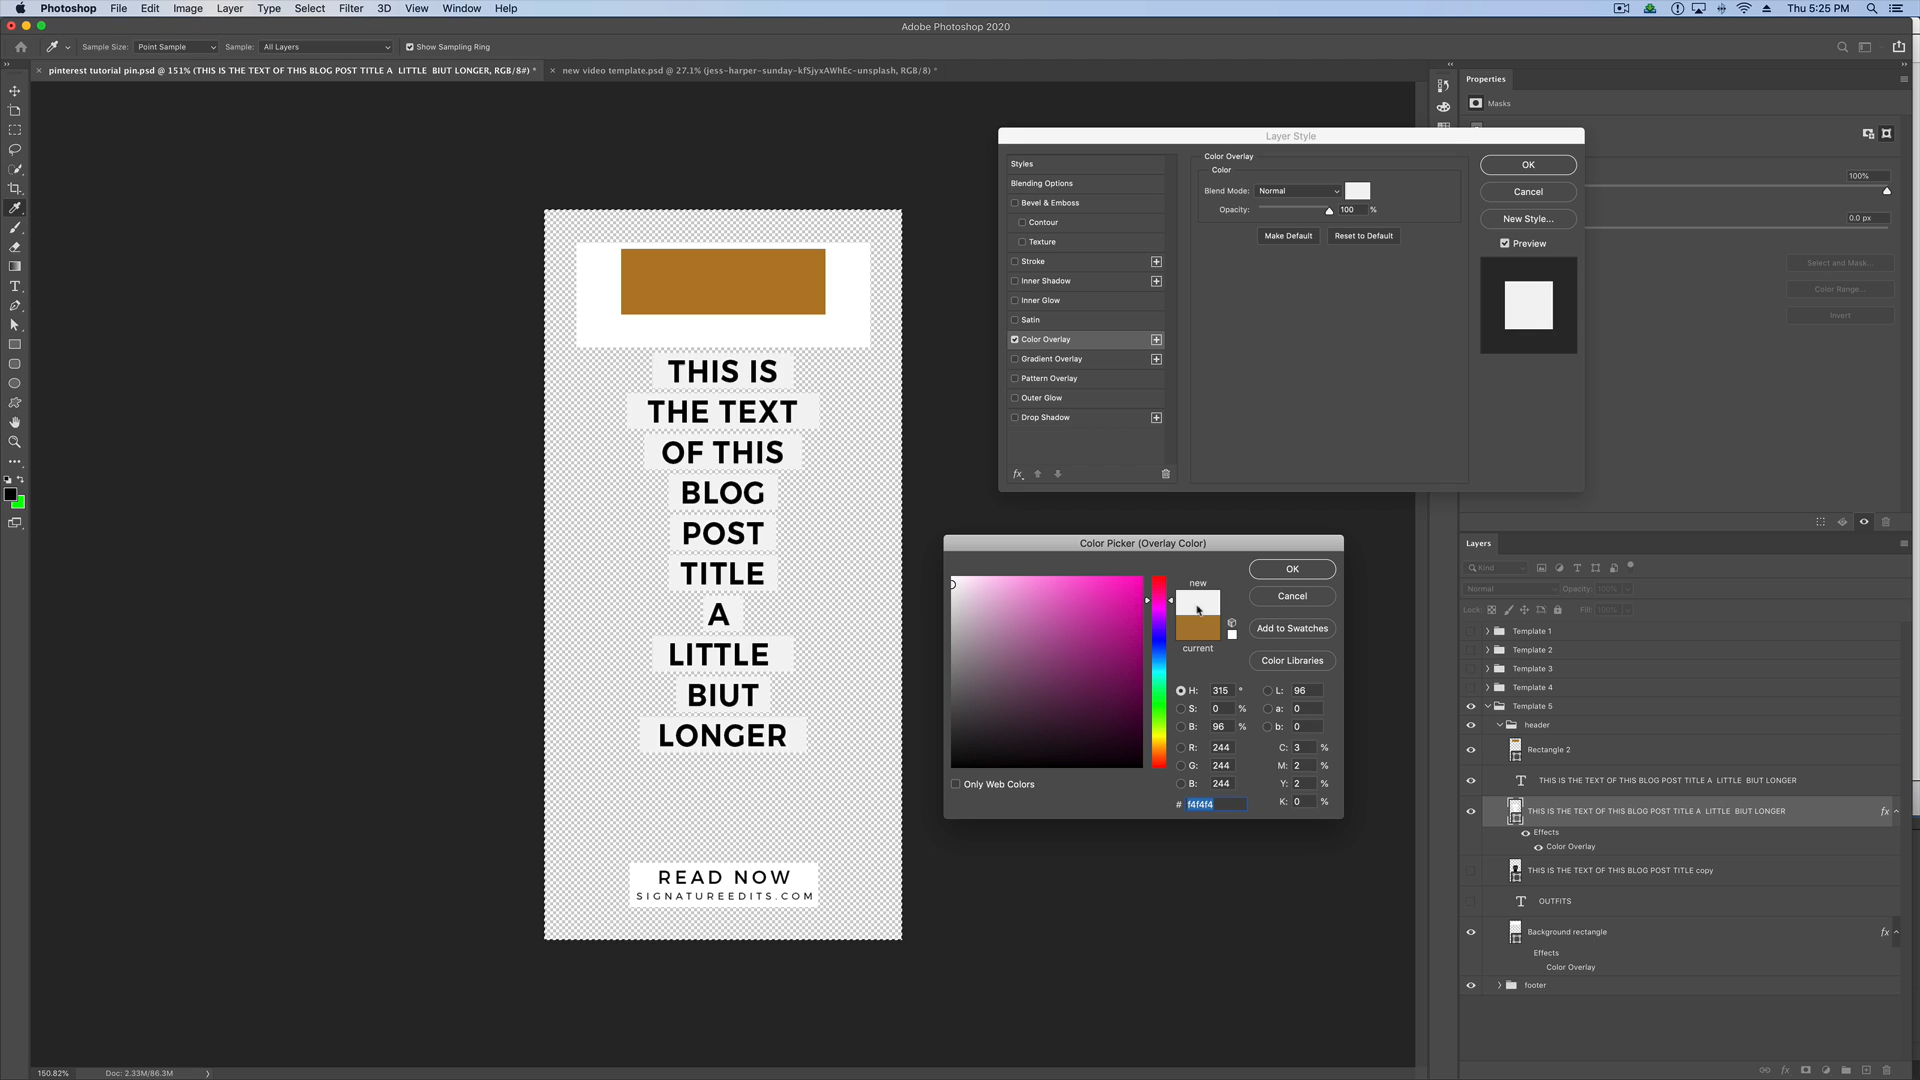 Photoshop File Edit Image Layer Type Select Filter 3D View Window Help Thu 5:25 PM
Adobe Photoshop 2020
Sample Size: Point Sample Sample: All Layers Show Sampling Ring
pinterest tutorial pin.psd @ 151% (THIS IS THE TEXT OF THIS BLOG POST TITLE A LITTLE BIUT LONGER, RGB/8#) * new video template.psd @ 27.1% (jess-harper-sunday-kfSjyxAWhEc-unsplash, RGB/8) *
THIS IS
THE TEXT
OF THIS
BLOG
POST
TITLE
A
LITTLE
BIUT
LONGER
READ NOW
SIGNATUREEDITS.COM
Layer Style
Styles
Blending Options
Bevel & Emboss
Contour
Texture
Stroke
Inner Shadow
Inner Glow
Satin
Color Overlay
Gradient Overlay
Pattern Overlay
Outer Glow
Drop Shadow
fx
Color Overlay
Color
Blend Mode: Normal
Opacity: 100 %
Make Default Reset to Default
OK
Cancel
New Style...
Preview
Color Picker (Overlay Color)
new
current
OK
Cancel
Add to Swatches
Color Libraries
H: 315 ° L: 96
S: 0 % a: 0
B: 96 % b: 0
R: 244 C: 3 %
G: 244 M: 2 %
B: 244 Y: 2 %
# f4f4f4 K: 0 %
Only Web Colors
Properties
Masks
100%
0.0 px
Select and Mask...
Color Range...
Invert
Layers
Kind
Normal Opacity: 100%
Lock: Fill: 100%
Template 1
Template 2
Template 3
Template 4
Template 5
header
Rectangle 2
THIS IS THE TEXT OF THIS BLOG POST TITLE A LITTLE BIUT LONGER
THIS IS THE TEXT OF THIS BLOG POST TITLE A LITTLE BIUT LONGER fx
Effects
Color Overlay
THIS IS THE TEXT OF THIS BLOG POST TITLE copy
OUTFITS
Background rectangle fx
Effects
Color Overlay
footer
fx
150.82% Doc: 2.33M/86.3M